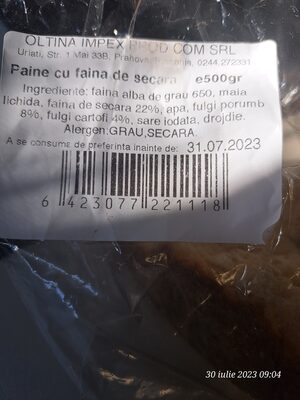 OLTINA IMPEX PROD COM SRL
Urlati, Str. 1 Mai 33B, Prahova, Romania, 0244.272331
Paine cu faina de secara e500gr
Ingrediente: faina alba de grau 650, maia
lichida, faina de secara 22%, apa, fulgi porumb
8%, fulgi cartofi 4%, sare iodata, drojdie.
Alergen:GRAU,SECARA.
A se consuma de preferinta inainte de: 31.07.2023
6 423077 221118
30 iulie 2023 09:04